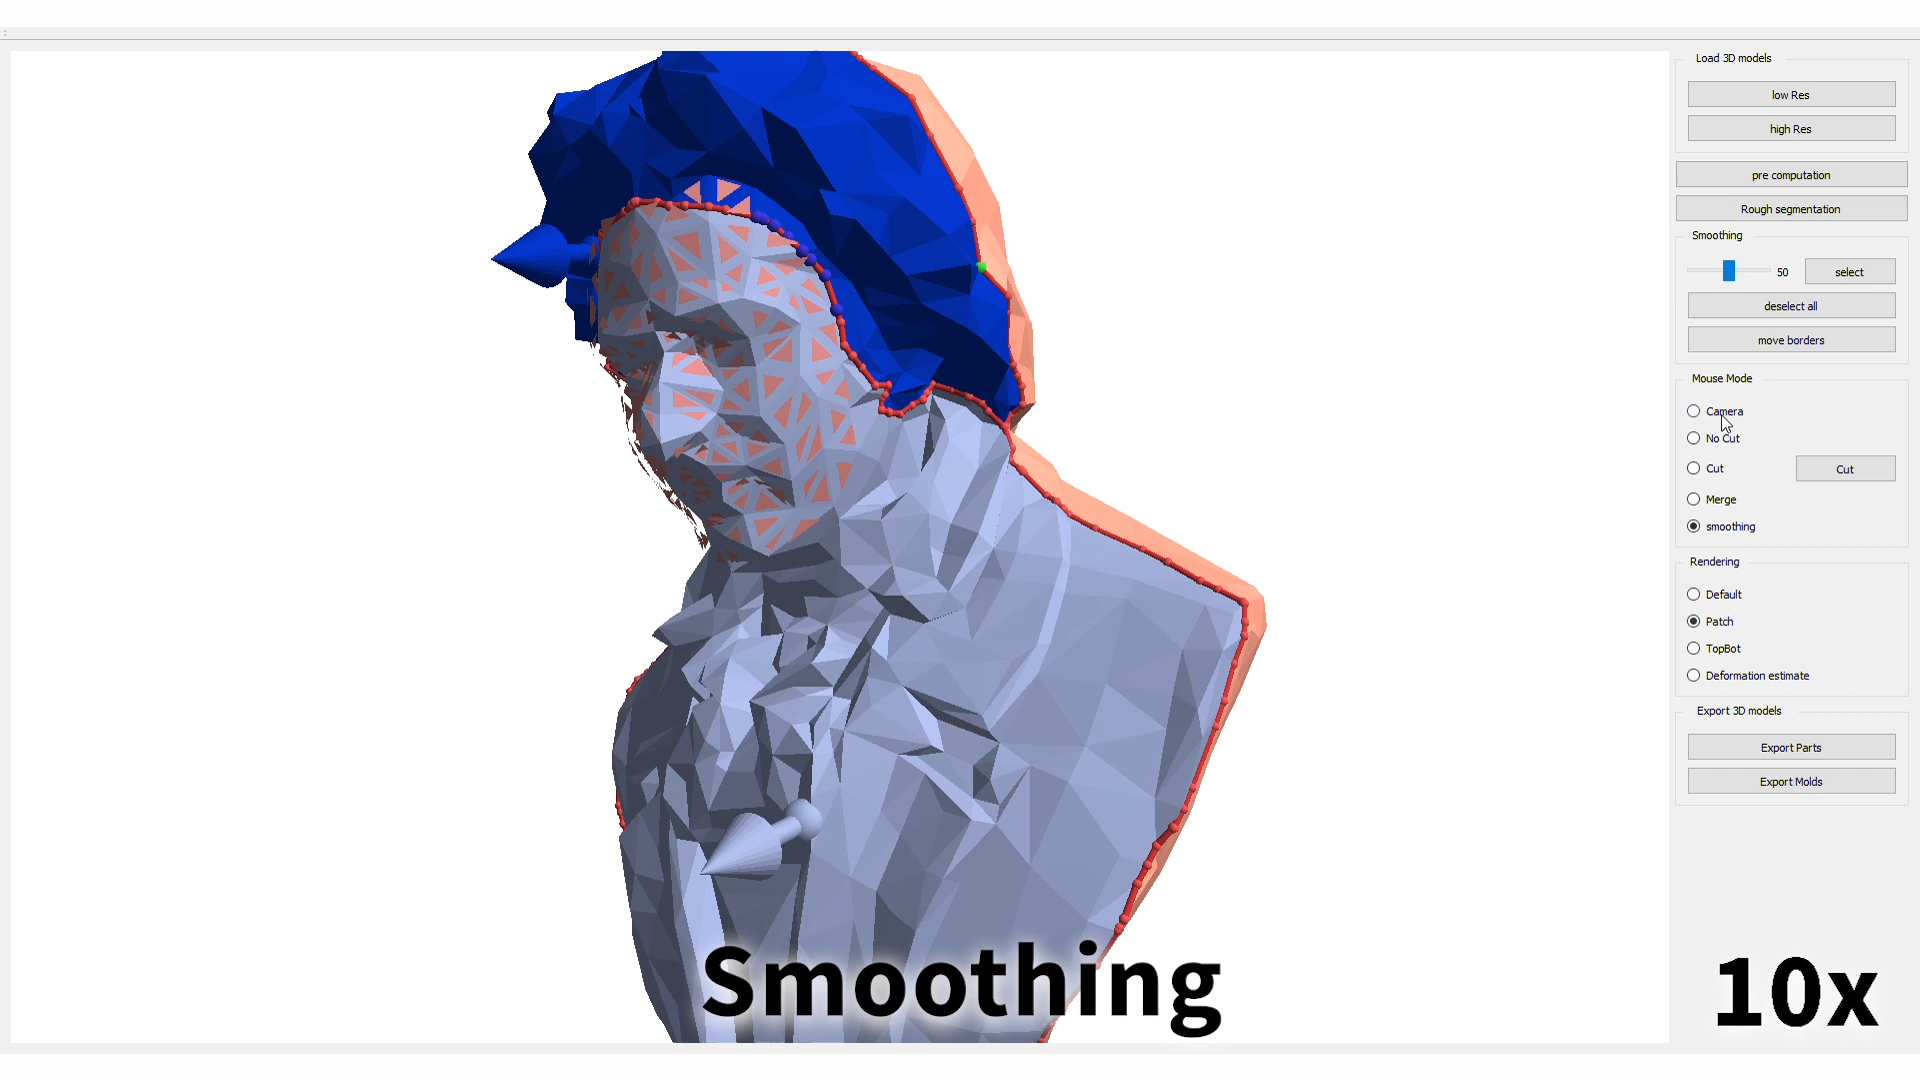 Load 3D models
low Res
high Res
pre computation
Rough segmentation
Smoothing
50
select
deselect all
move borders
Mouse Mode
Camera
No Cut
Cut
Cut
Merge
smoothing
Rendering
Default
Patch
TopBot
Deformation estimate
Export 3D models
Export Parts
Export Molds
Smoothing
10x